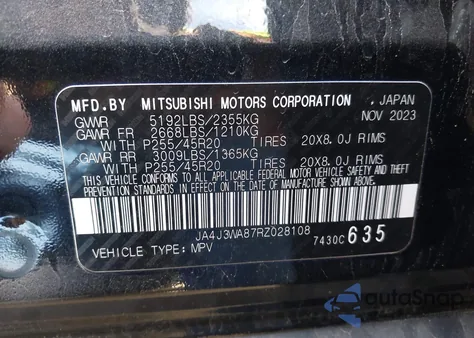 MFD.BY MITSUBISHI MOTORS CORPORATION , JAPAN
GVWR 5192LBS/2355KG NOV 2023
GAWR FR 2668LBS/1210KG
WITH P255/45R20 TIRES 20X8.0J RIMS
GAWR RR 3009LBS/1365KG
WITH P255/45R20 TIRES 20X8.0J RIMS
THIS VEHICLE CONFORMS TO ALL APPLICABLE FEDERAL
MOTOR VEHICLE SAFETY STANDARDS IN EFFECT ON THE
DATE OF MANUFACTURE SHOWN ABOVE.
JA4J3WA87RZ028108
VEHICLE TYPE: MPV 7430C 635
autoSnap